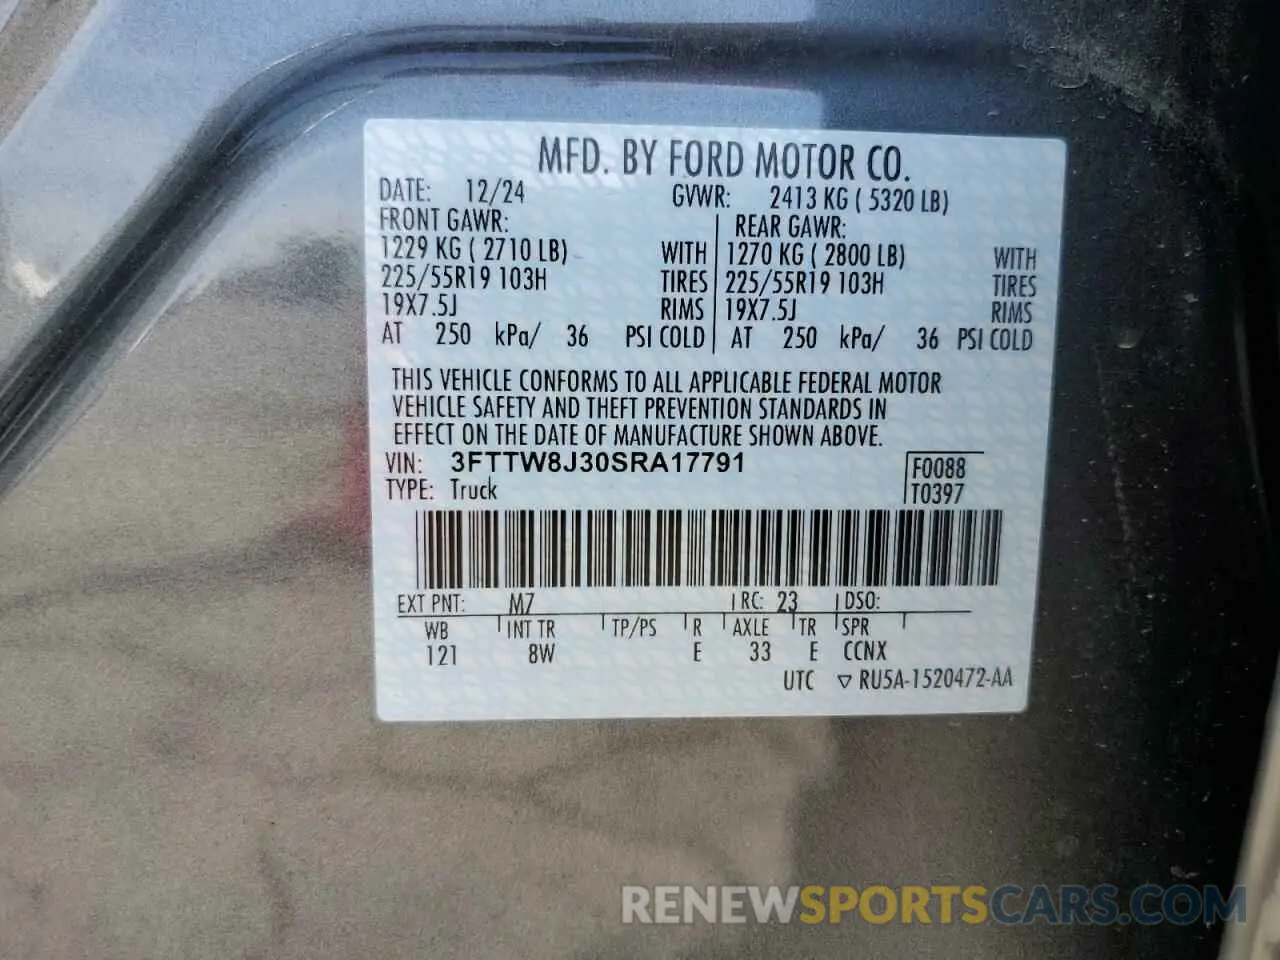 MFD. BY FORD MOTOR CO.
DATE: 12/24 GVWR: 2413 KG ( 5320 LB)
FRONT GAWR: REAR GAWR:
1229 KG ( 2710 LB) WITH 1270 KG ( 2800 LB) WITH
225/55R19 103H TIRES 225/55R19 103H TIRES
19X7.5J RIMS 19X7.5J RIMS
AT 250 kPa/ 36 PSI COLD AT 250 kPa/ 36 PSI COLD
THIS VEHICLE CONFORMS TO ALL APPLICABLE FEDERAL MOTOR
VEHICLE SAFETY AND THEFT PREVENTION STANDARDS IN
EFFECT ON THE DATE OF MANUFACTURE SHOWN ABOVE.
VIN: 3FTTW8J30SRA17791 F0088
TYPE: Truck T0397
EXT PNT: M7 RC: 23 DSO:
WB INT TR TP/PS R AXLE TR SPR
121 8W E 33 E CCNX
UTC ▽ RU5A-1520472-AA
RENEWSPORTSCARS.COM